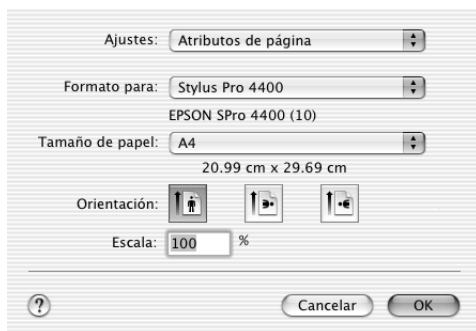 Ajustes: Atributos de página
Formato para: Stylus Pro 4400
EPSON SPro 4400 (10)
Tamaño de papel: A4
20.99 cm x 29.69 cm
Orientación:
Escala: 100 %
? Cancelar OK